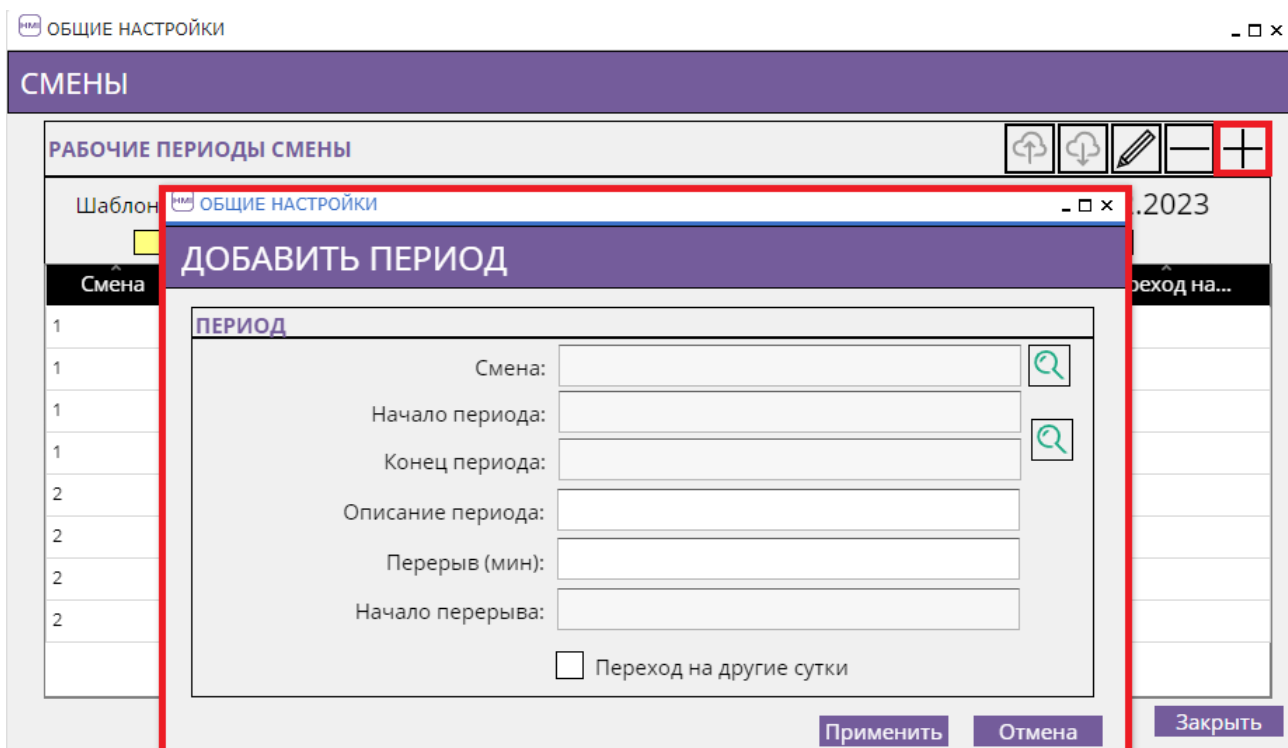 HMI ОБЩИЕ НАСТРОЙКИ
СМЕНЫ
РАБОЧИЕ ПЕРИОДЫ СМЕНЫ
Шаблон
.2023
HMI ОБЩИЕ НАСТРОЙКИ
ДОБАВИТЬ ПЕРИОД
Смена
реход на...
ПЕРИОД
Смена:
Начало периода:
Конец периода:
Описание периода:
Перерыв (мин):
Начало перерыва:
Переход на другие сутки
1
1
1
1
2
2
2
2
Применить
Отмена
Закрыть